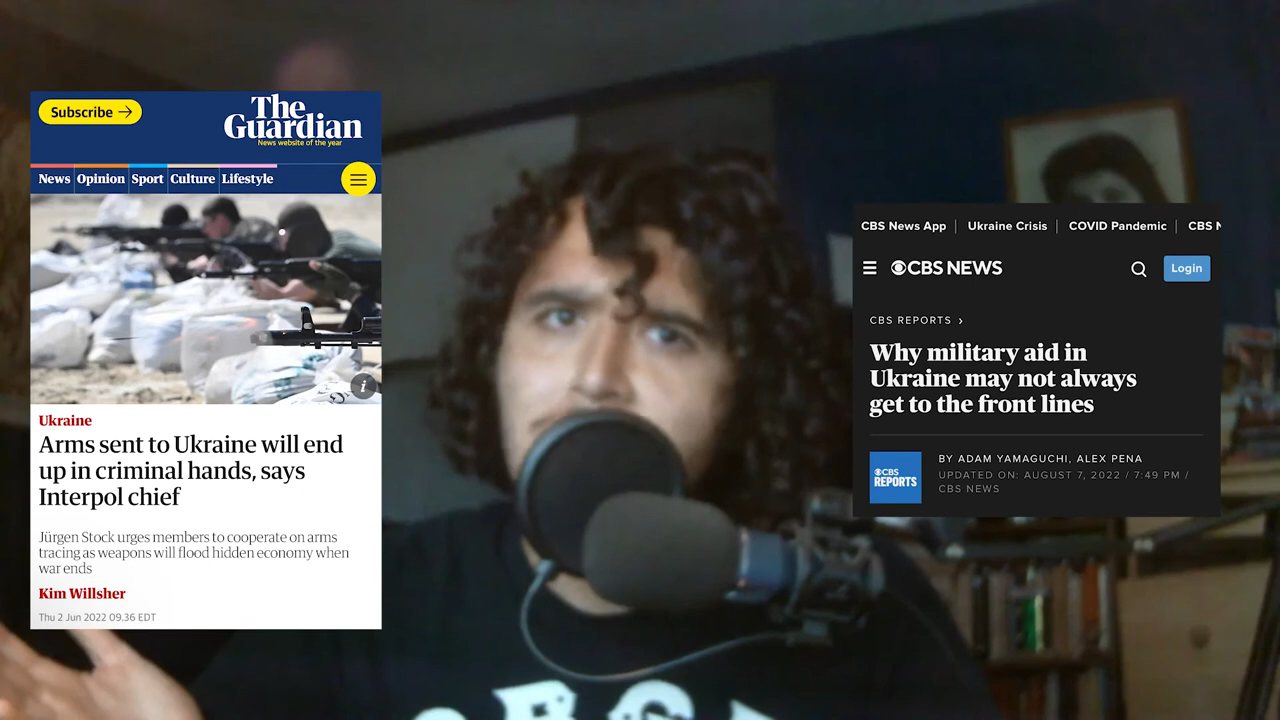 Subscribe →
The
Guardian
News website of the year
News Opinion Sport Culture Lifestyle
Ukraine
Arms sent to Ukraine will end
up in criminal hands, says
Interpol chief
Jürgen Stock urges members to cooperate on arms
tracing as weapons will flood hidden economy when
war ends
Kim Willsher
Thu 2 Jun 2022 09.36 EDT
CBS News App | Ukraine Crisis | COVID Pandemic | CBS N
CBS NEWS
Login
CBS REPORTS ›
Why military aid in
Ukraine may not always
get to the front lines
CBS
REPORTS
BY ADAM YAMAGUCHI, ALEX PENA
UPDATED ON: AUGUST 7, 2022 / 7:49 PM /
CBS NEWS